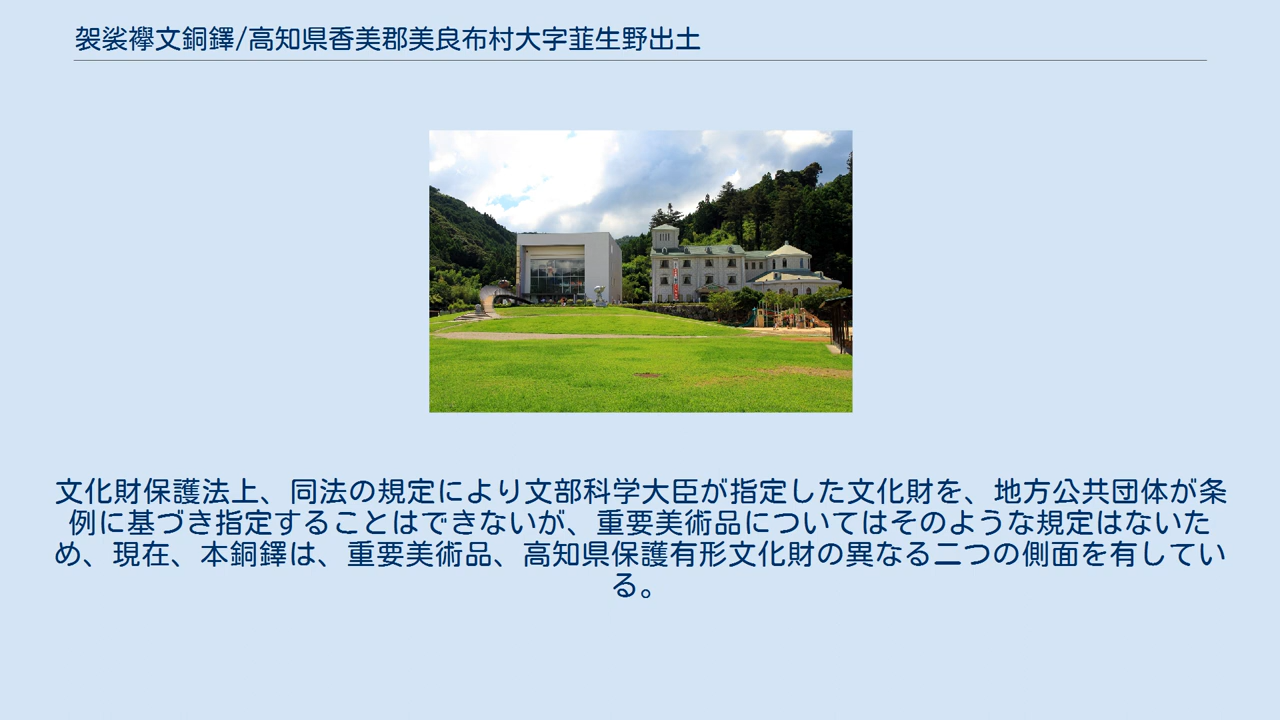 袈裟襷文銅鐸/高知県香美郡美良布村大字韮生野出土
文化財保護法上、同法の規定により文部科学大臣が指定した文化財を、地方公共団体が条
例に基づき指定することはできないが、重要美術品についてはそのような規定はないた
め、現在、本銅鐸は、重要美術品、高知県保護有形文化財の異なる二つの側面を有してい
る。